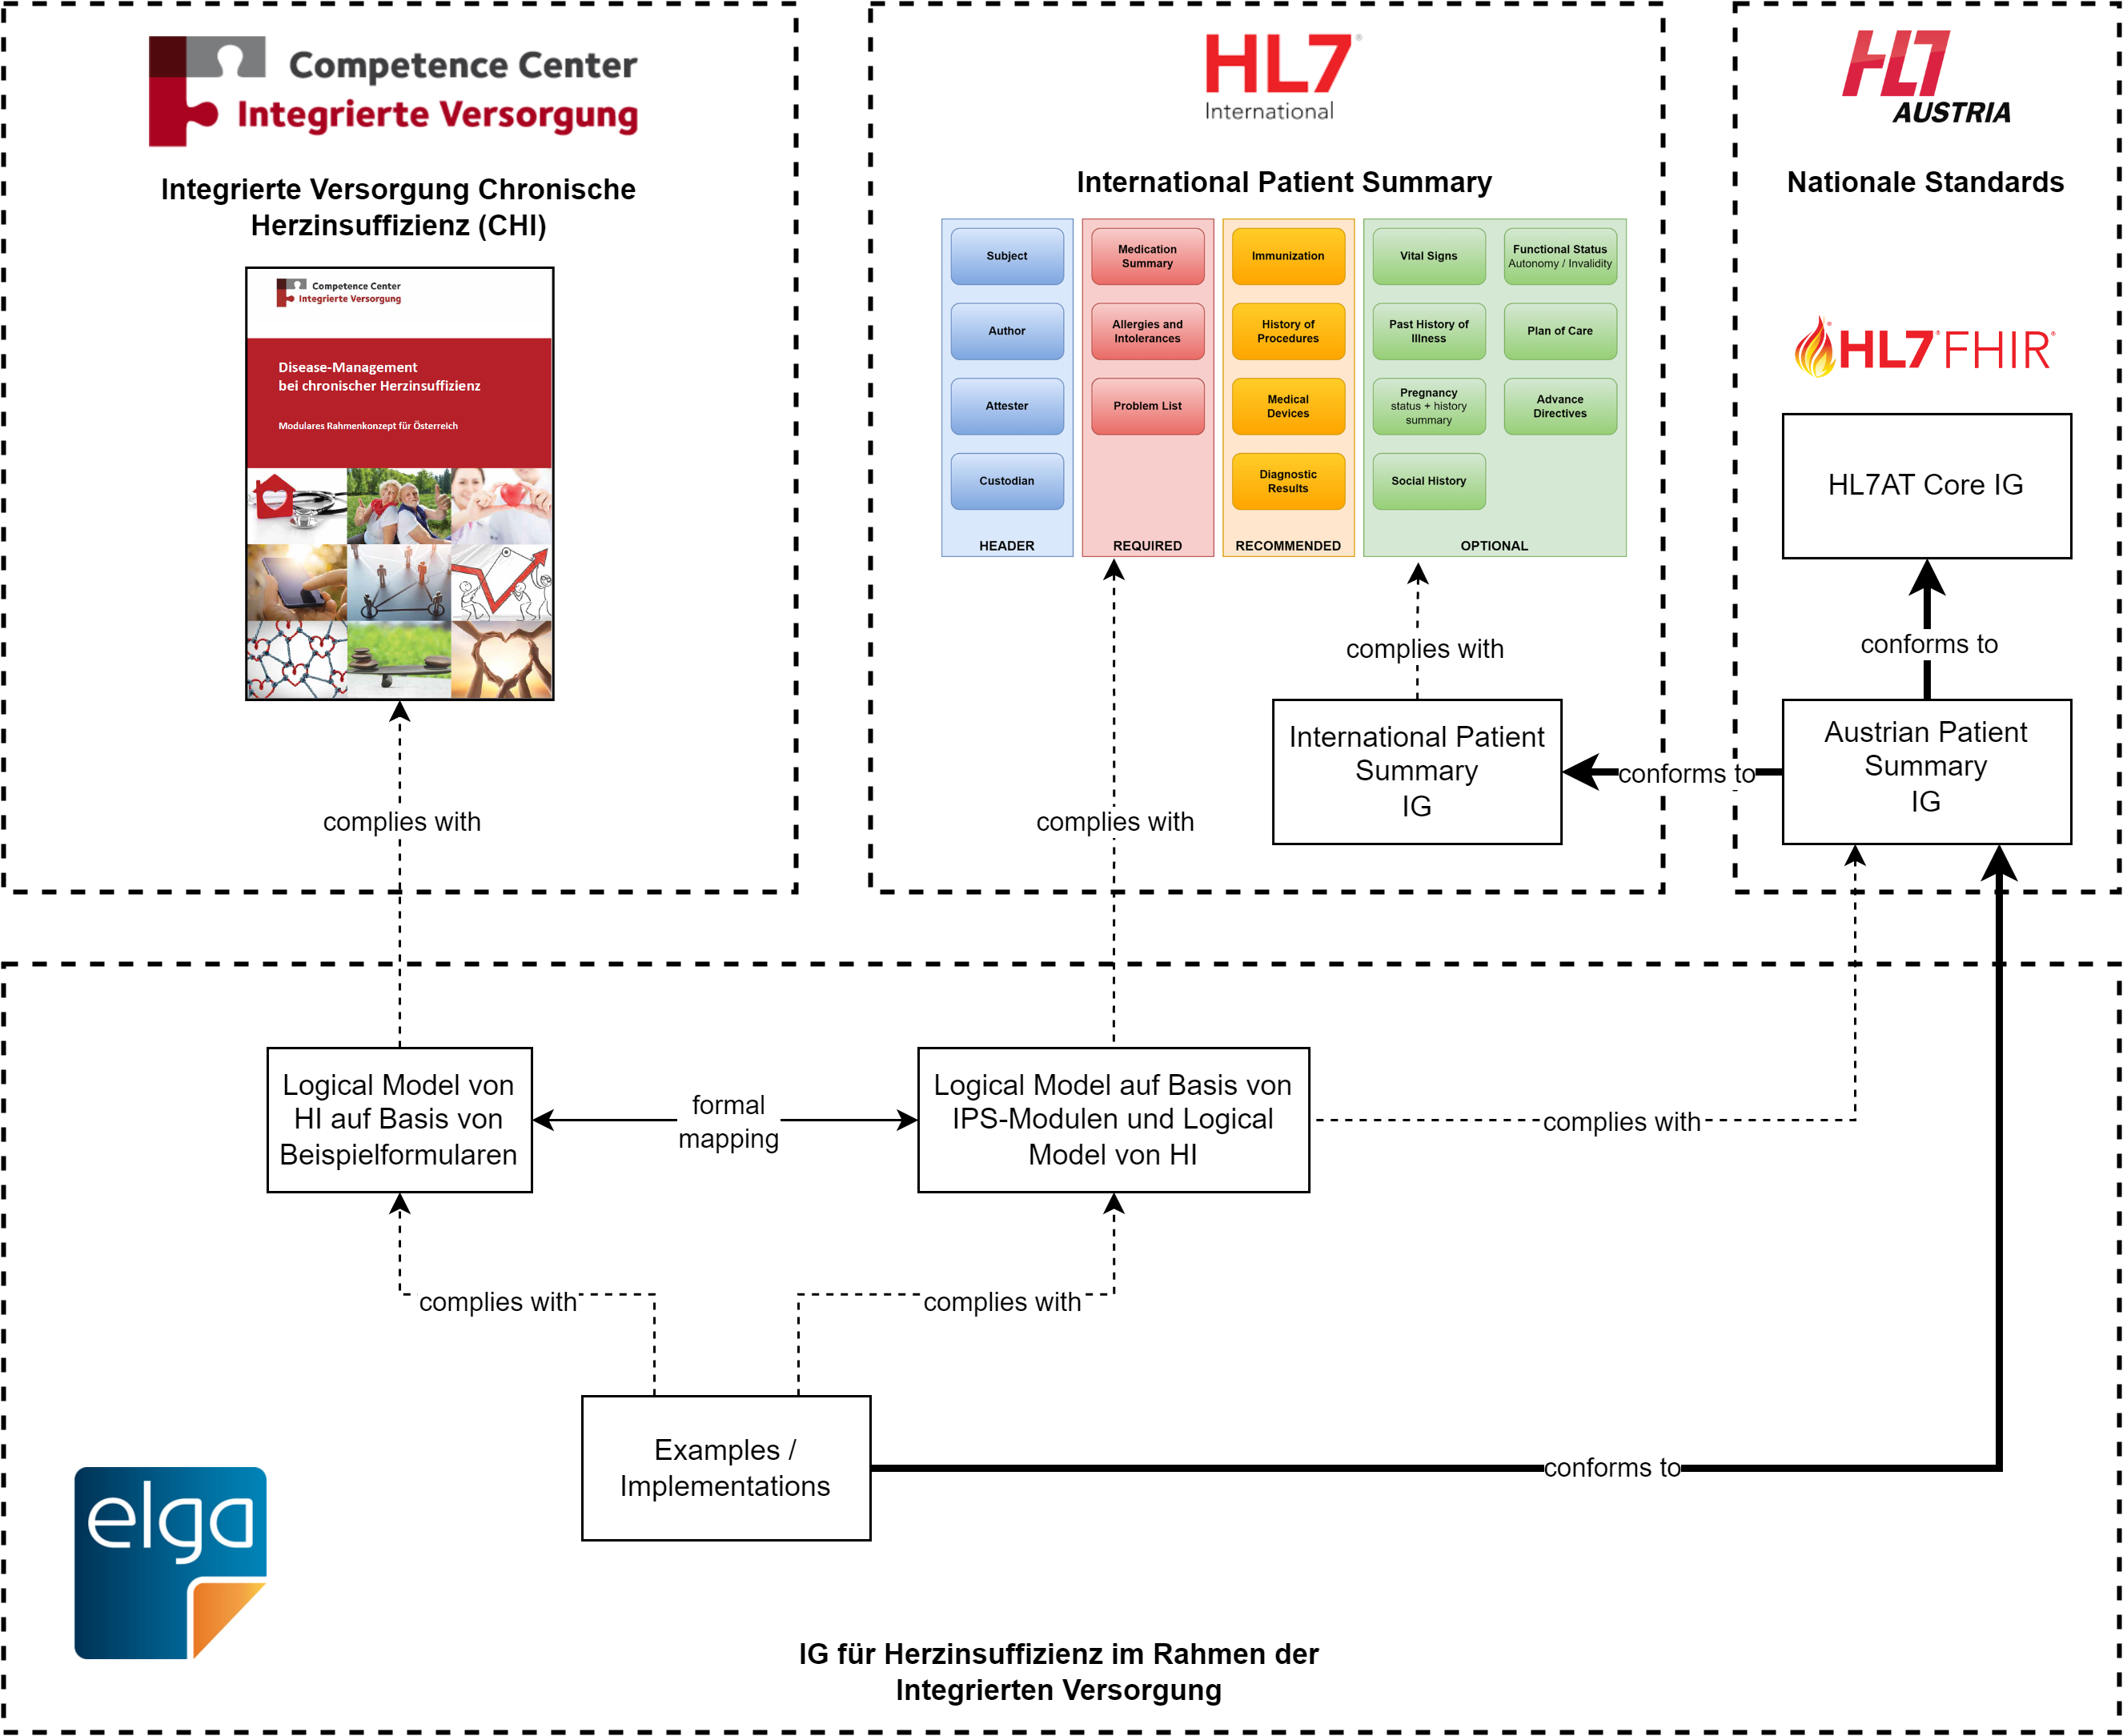 Competence Center
Integrierte Versorgung
Integrierte Versorgung Chronische
Herzinsuffizienz (CHI)
Competence Center
Integrierte Versorgung
Disease-Management
bei chronischer Herzinsuffizienz
Modulares Rahmenkonzept für Österreich
complies with
HL7®
International
International Patient Summary
Subject
Author
Attester
Custodian
HEADER
Medication
Summary
Allergies and
Intolerances
Problem List
REQUIRED
Immunization
History of
Procedures
Medical
Devices
Diagnostic
Results
RECOMMENDED
Vital Signs
Past History of
Illness
Pregnancy
status + history
summary
Social History
Functional Status
Autonomy / Invalidity
Plan of Care
Advance
Directives
OPTIONAL
complies with
complies with
International Patient
Summary
IG
conforms to
HL7
AUSTRIA
Nationale Standards
HL7® FHIR®
HL7AT Core IG
conforms to
Austrian Patient
Summary
IG
Logical Model von
HI auf Basis von
Beispielformularen
formal
mapping
Logical Model auf Basis von
IPS-Modulen und Logical
Model von HI
complies with
complies with
complies with
Examples /
Implementations
conforms to
elga
IG für Herzinsuffizienz im Rahmen der
Integrierten Versorgung